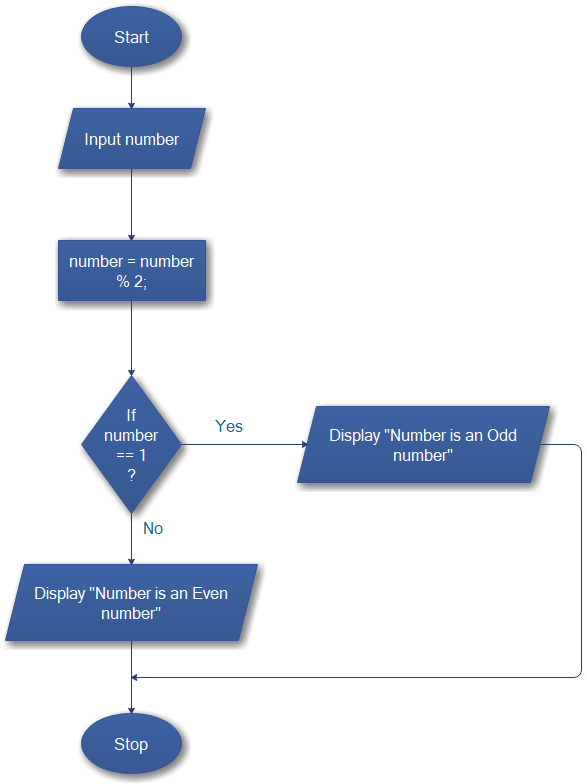 Start
Input number
number = number
% 2;
If
number
== 1
?
Yes
Display "Number is an Odd
number"
No
Display "Number is an Even
number"
Stop